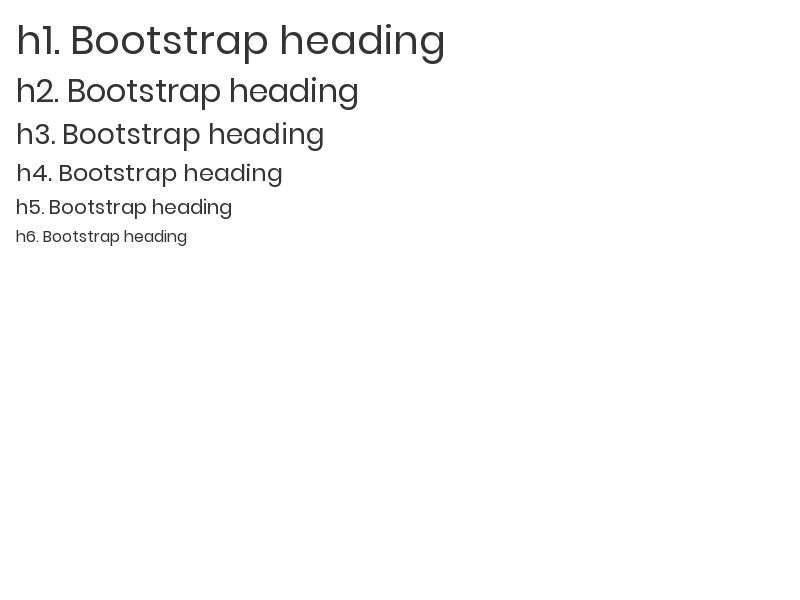 h1. Bootstrap heading
h2. Bootstrap heading
h3. Bootstrap heading
h4. Bootstrap heading
h5. Bootstrap heading
h6. Bootstrap heading